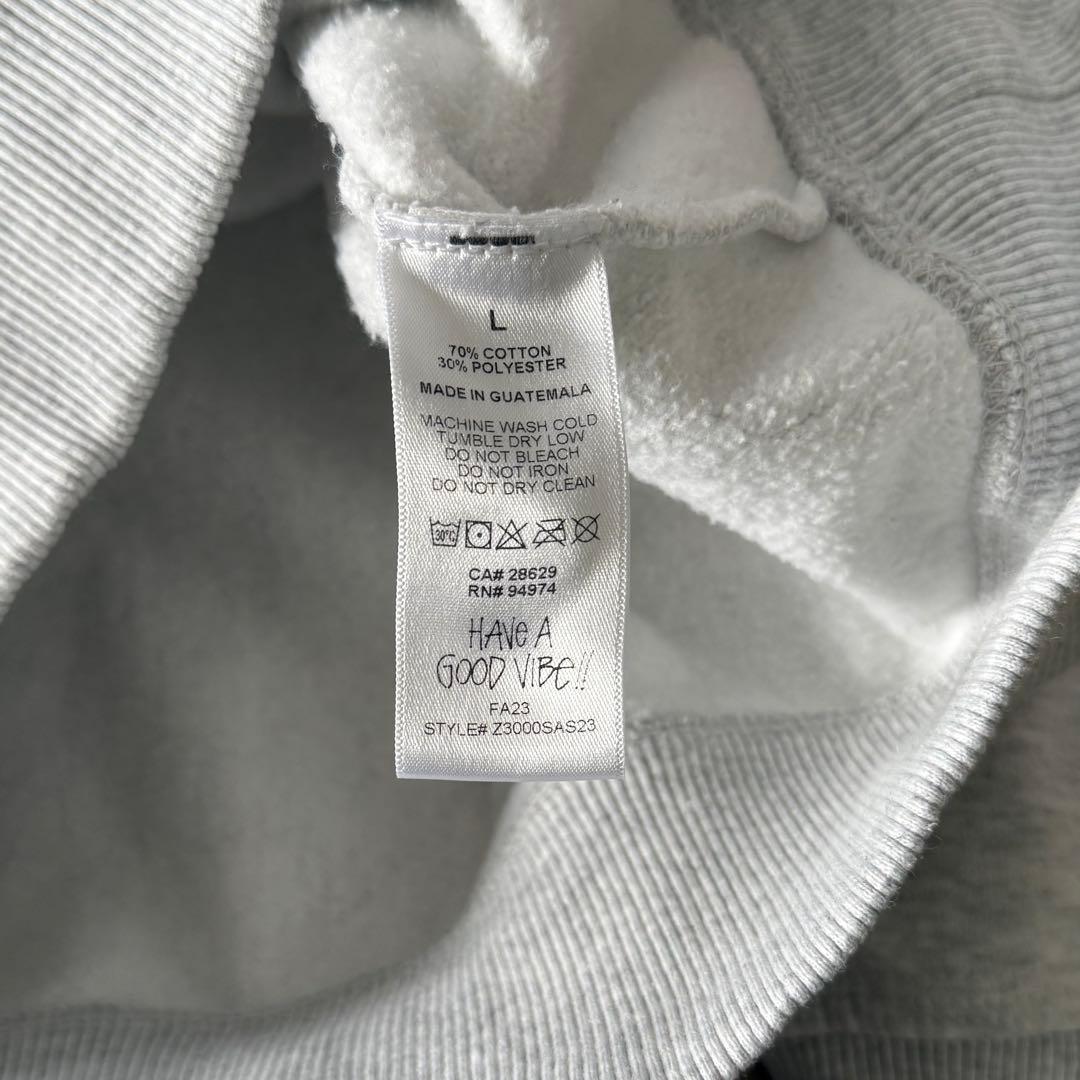 L
70% COTTON
30% POLYESTER
MADE IN GUATEMALA
MACHINE WASH COLD
TUMBLE DRY LOW
DO NOT BLEACH
DO NOT IRON
DO NOT DRY CLEAN
30°C
CA# 28629
RN# 94974
HAVE A
GOOD VIBE!!
FA23
STYLE# Z3000SAS23